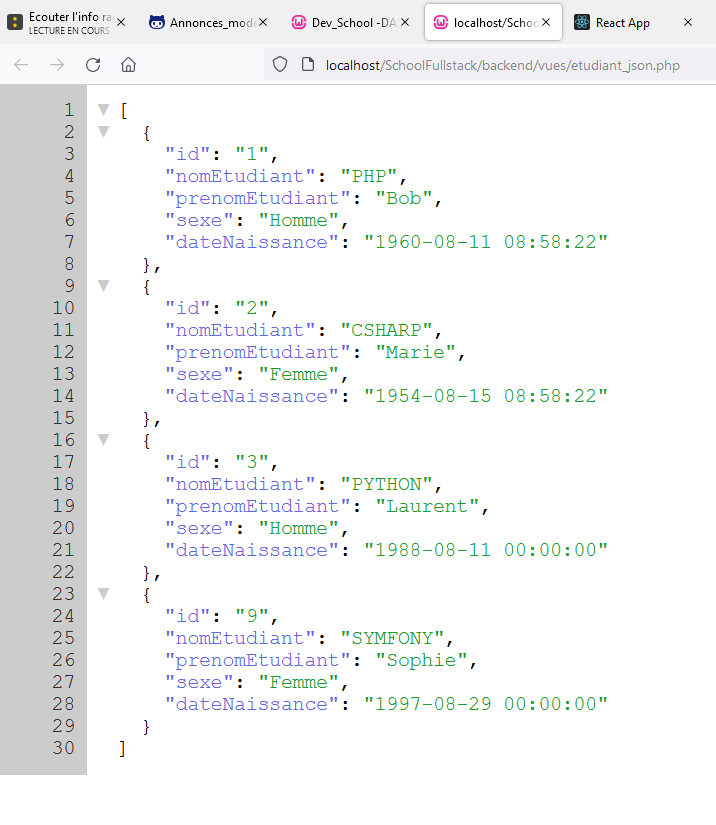 Ecouter l'info ra
LECTURE EN COURS
Annonces_mode
Dev_School -DA
localhost/Schoo
React App
localhost/SchoolFullstack/backend/vues/etudiant_json.php
1 [
2 {
3 "id": "1",
4 "nomEtudiant": "PHP",
5 "prenomEtudiant": "Bob",
6 "sexe": "Homme",
7 "dateNaissance": "1960-08-11 08:58:22"
8 },
9 {
10 "id": "2",
11 "nomEtudiant": "CSHARP",
12 "prenomEtudiant": "Marie",
13 "sexe": "Femme",
14 "dateNaissance": "1954-08-15 08:58:22"
15 },
16 {
17 "id": "3",
18 "nomEtudiant": "PYTHON",
19 "prenomEtudiant": "Laurent",
20 "sexe": "Homme",
21 "dateNaissance": "1988-08-11 00:00:00"
22 },
23 {
24 "id": "9",
25 "nomEtudiant": "SYMFONY",
26 "prenomEtudiant": "Sophie",
27 "sexe": "Femme",
28 "dateNaissance": "1997-08-29 00:00:00"
29 }
30 ]